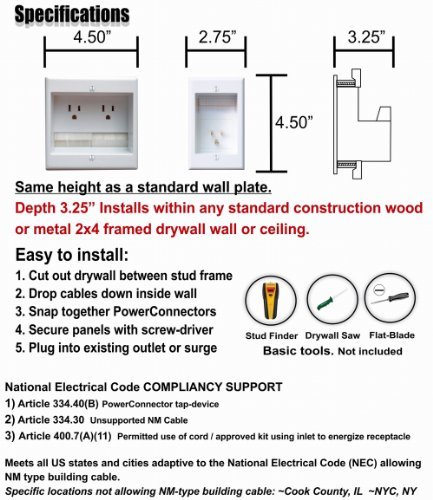 Specifications
4.50” 2.75” 3.25”
4.50”
Same height as a standard wall plate.
Depth 3.25” Installs within any standard construction wood
or metal 2x4 framed drywall wall or ceiling.
Easy to install:
1. Cut out drywall between stud frame
2. Drop cables down inside wall
3. Snap together PowerConnectors
4. Secure panels with screw-driver
5. Plug into existing outlet or surge
Stud Finder Drywall Saw Flat-Blade
Basic tools. Not included
National Electrical Code COMPLIANCY SUPPORT
1) Article 334.40(B) PowerConnector tap-device
2) Article 334.30 Unsupported NM Cable
3) Article 400.7(A)(11) Permitted use of cord / approved kit using inlet to energize receptacle
Meets all US states and cities adaptive to the National Electrical Code (NEC) allowing
NM type building cable.
Specific locations not allowing NM-type building cable: ~Cook County, IL ~NYC, NY